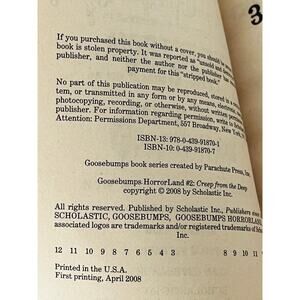 3
If you purchased this book without a cover, you should be
book is stolen property. It was reported as "unsold and
publisher, and neither the author nor the publisher
payment for this "stripped book."
No part of this publication may be reproduced, stored in a
tem, or transmitted in any form or by any means, electronic,
photocopying, recording, or otherwise, without written permission
publisher. For information regarding permission, write to
Attention: Permissions Department, 557 Broadway, New York,
ISBN-13: 978-0-439-91870-1
ISBN-10: 0-439-91870-7
Goosebumps book series created by Parachute Press, Inc.
Goosebumps HorrorLand #2: Creep from the Deep
copyright © 2008 by Scholastic Inc.
All rights reserved. Published by Scholastic Inc., Publishers since
SCHOLASTIC, GOOSEBUMPS, GOOSEBUMPS HORRORLAND,
associated logos are trademarks and/or registered trademarks of
Inc.
12 11 10 9 8 7 6 5 4 3 8 9 10 11
Printed in the U.S.A.
First printing, April 2008